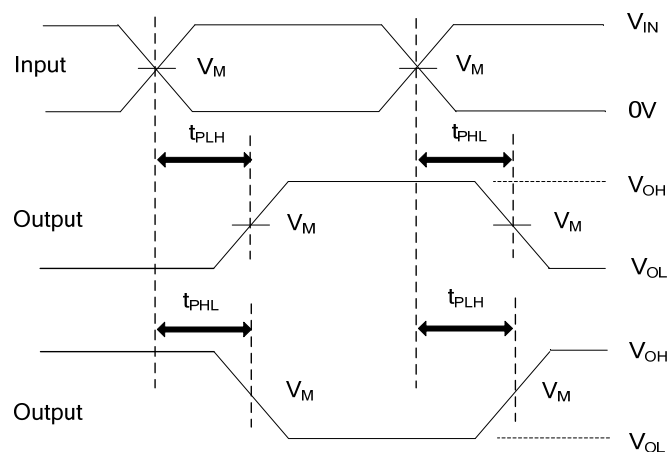 V_IN
Input
V_M
V_M
0V
t_PLH
t_PHL
V_OH
Output
V_M
V_M
V_OL
t_PHL
t_PLH
V_OH
V_M
V_M
Output
V_OL